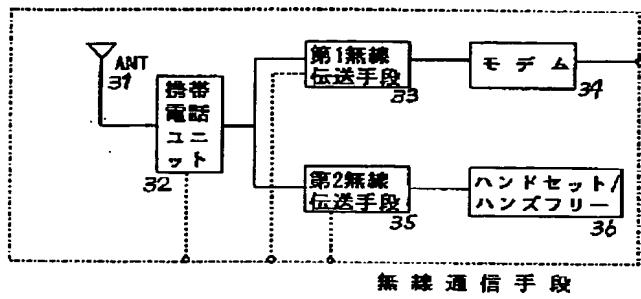 ANT
31
携帯
電話
ユニ
ット
32
第1無線
伝送手段
33
モデム
34
第2無線
伝送手段
35
ハンドセット/
ハンズフリー
36
無線通信手段